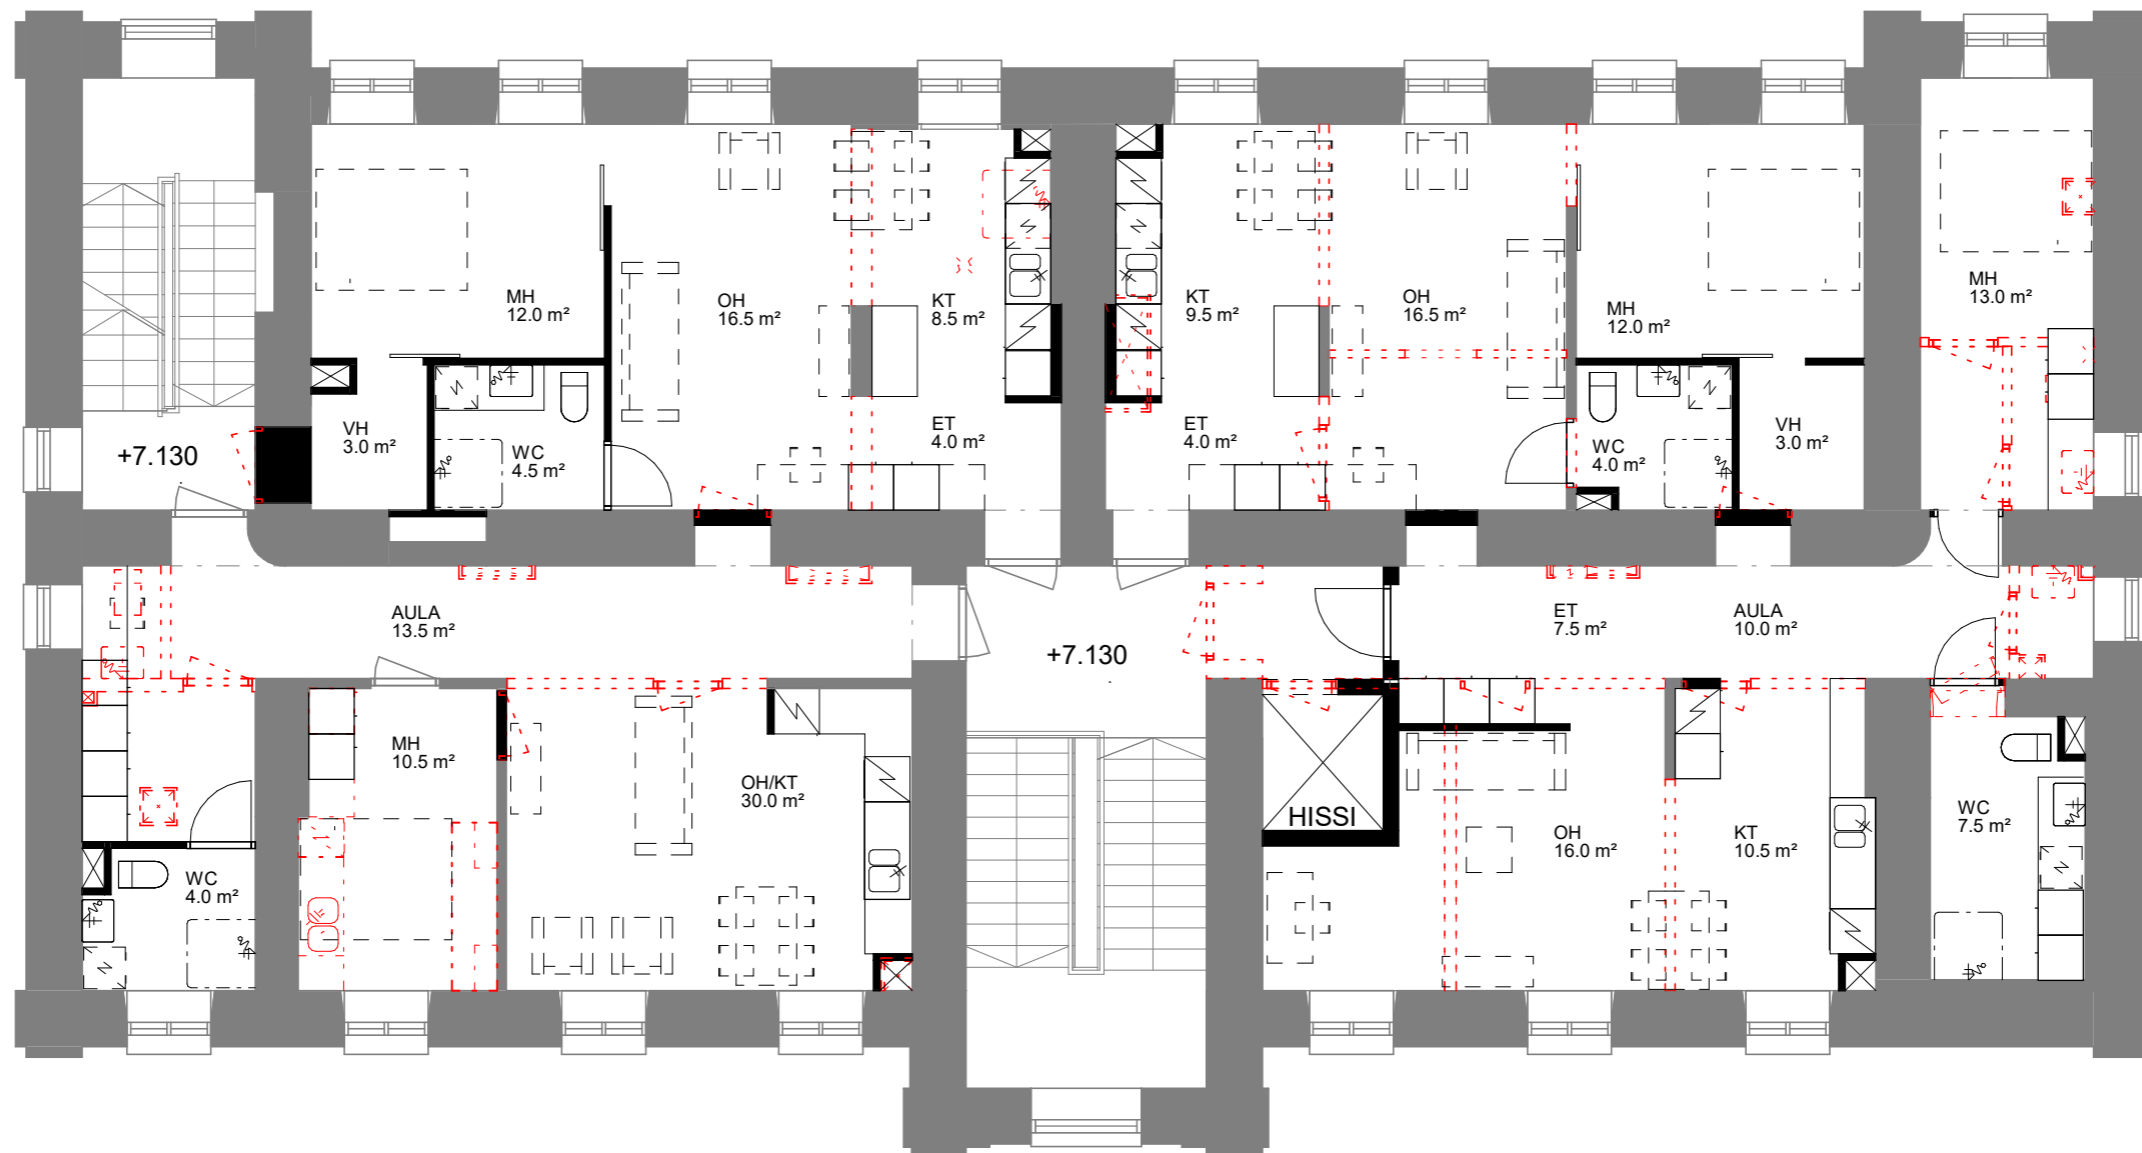 MH
12.0 m²
OH
16.5 m²
KT
8.5 m²
KT
9.5 m²
OH
16.5 m²
MH
12.0 m²
MH
13.0 m²
VH
3.0 m²
WC
4.5 m²
ET
4.0 m²
ET
4.0 m²
WC
4.0 m²
VH
3.0 m²
+7.130
AULA
13.5 m²
+7.130
ET
7.5 m²
AULA
10.0 m²
MH
10.5 m²
OH/KT
30.0 m²
HISSI
OH
16.0 m²
KT
10.5 m²
WC
7.5 m²
WC
4.0 m²